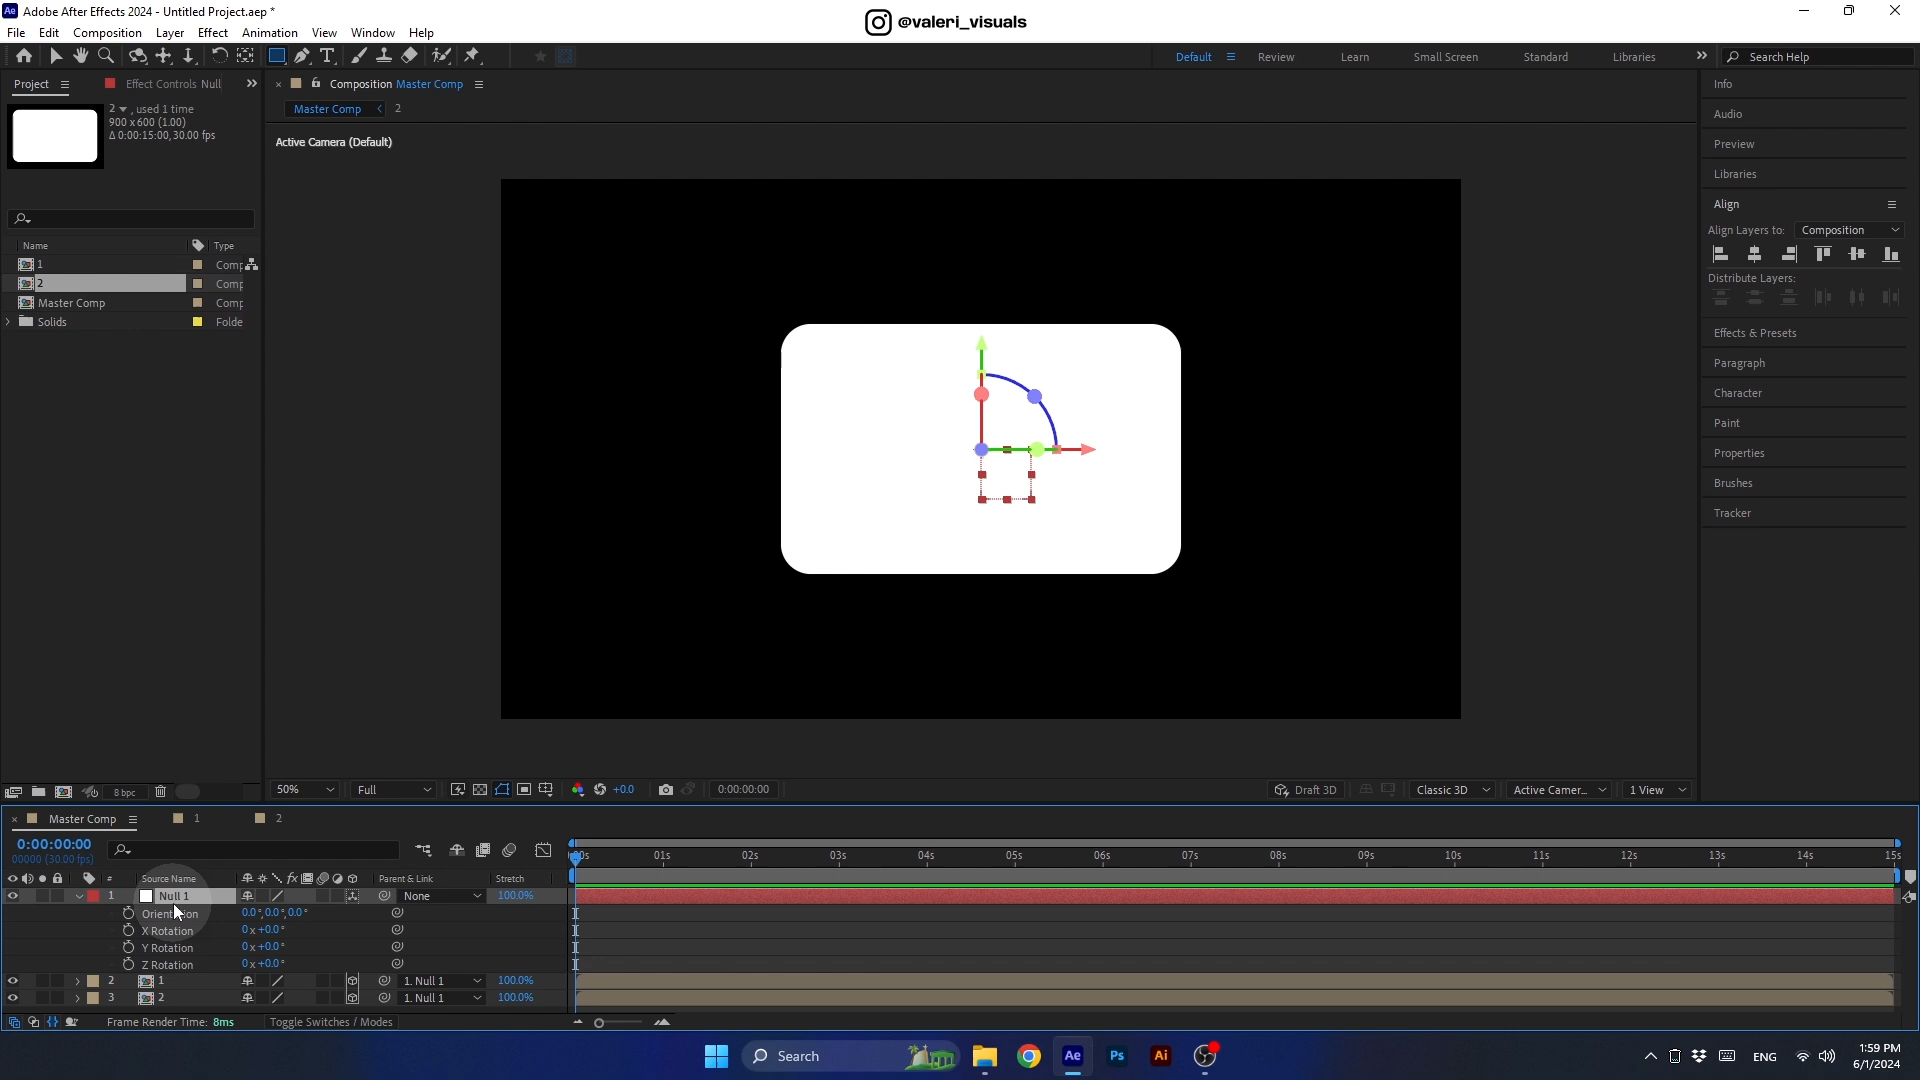 Adobe After Effects 2024 - Untitled Project.aep *
@valeri_visuals
File Edit Composition Layer Effect Animation View Window Help
Default Review Learn Small Screen Standard Libraries Search Help
Project Effect Controls Null
Composition Master Comp
2 , used 1 time
900 x 600 (1.00)
Δ 0:00:15:00, 30.00 fps
Master Comp 2
Active Camera (Default)
Name Type
1 Comp
2 Comp
Master Comp Comp
Solids Folde
Info
Audio
Preview
Libraries
Align
Align Layers to: Composition
Distribute Layers:
Effects & Presets
Paragraph
Character
Paint
Properties
Brushes
Tracker
8 bpc
50% Full +0.0 0:00:00:00 Draft 3D Classic 3D Active Camer... 1 View
Master Comp 1 2
0:00:00:00
00000 (30.00 fps)
01s 02s 03s 04s 05s 06s 07s 08s 09s 10s 11s 12s 13s 14s 15s
# Source Name Parent & Link Stretch
1 Null 1 None 100.0%
Orientation 0.0°,0.0°,0.0°
X Rotation 0x+0.0°
Y Rotation 0x+0.0°
Z Rotation 0x+0.0°
2 1 1. Null 1 100.0%
3 2 1. Null 1 100.0%
Frame Render Time: 8ms Toggle Switches / Modes
Search
ENG
1:59 PM
6/1/2024